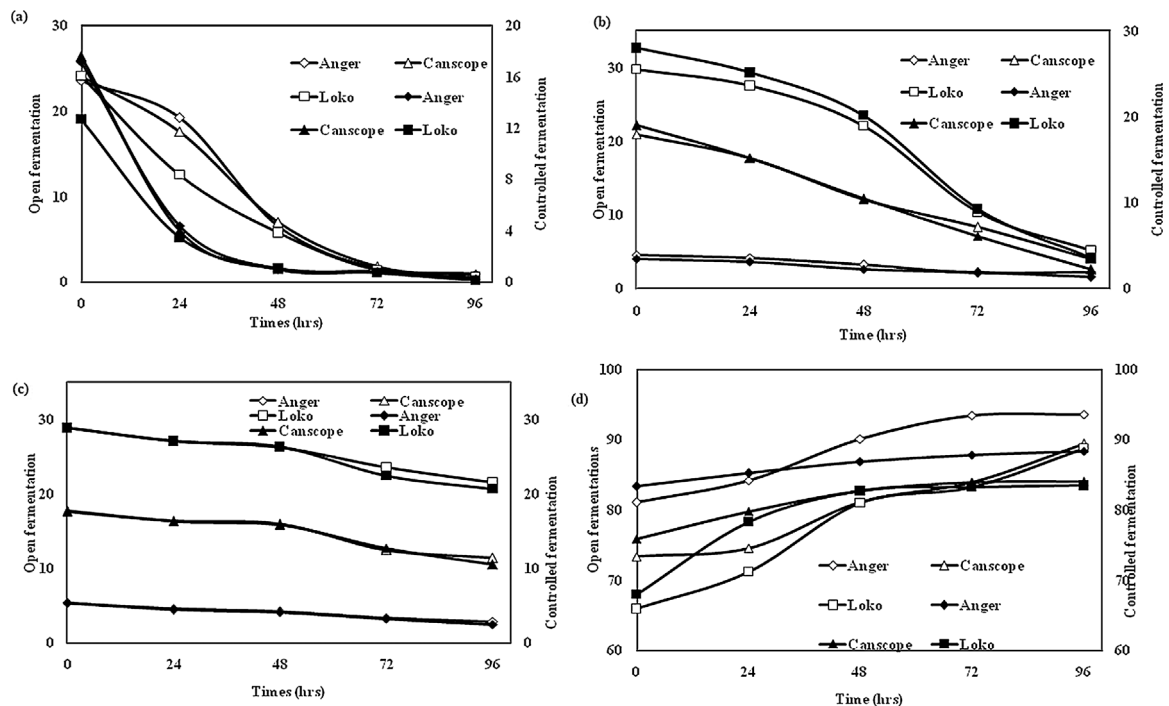 (a)
30
20
10
0
Open fermentation
20
16
12
8
4
0
Controlled fermentation
Anger Canscope
Loko Anger
Canscope Loko
0 24 48 72 96
Times (hrs)
(b)
30
20
10
0
Open fermentation
30
20
10
0
Controlled fermentation
Anger Canscope
Loko Anger
Canscope Loko
0 24 48 72 96
Time (hrs)
(c)
30
20
10
0
Open fermentation
30
20
10
0
Controlled fermentation
Anger Canscope
Loko Anger
Canscope Loko
0 24 48 72 96
Times (hrs)
(d)
100
90
80
70
60
Open fermentations
100
90
80
70
60
Controlled fermentation
Anger Canscope
Loko Anger
Canscope Loko
0 24 48 72 96
Time (hrs)